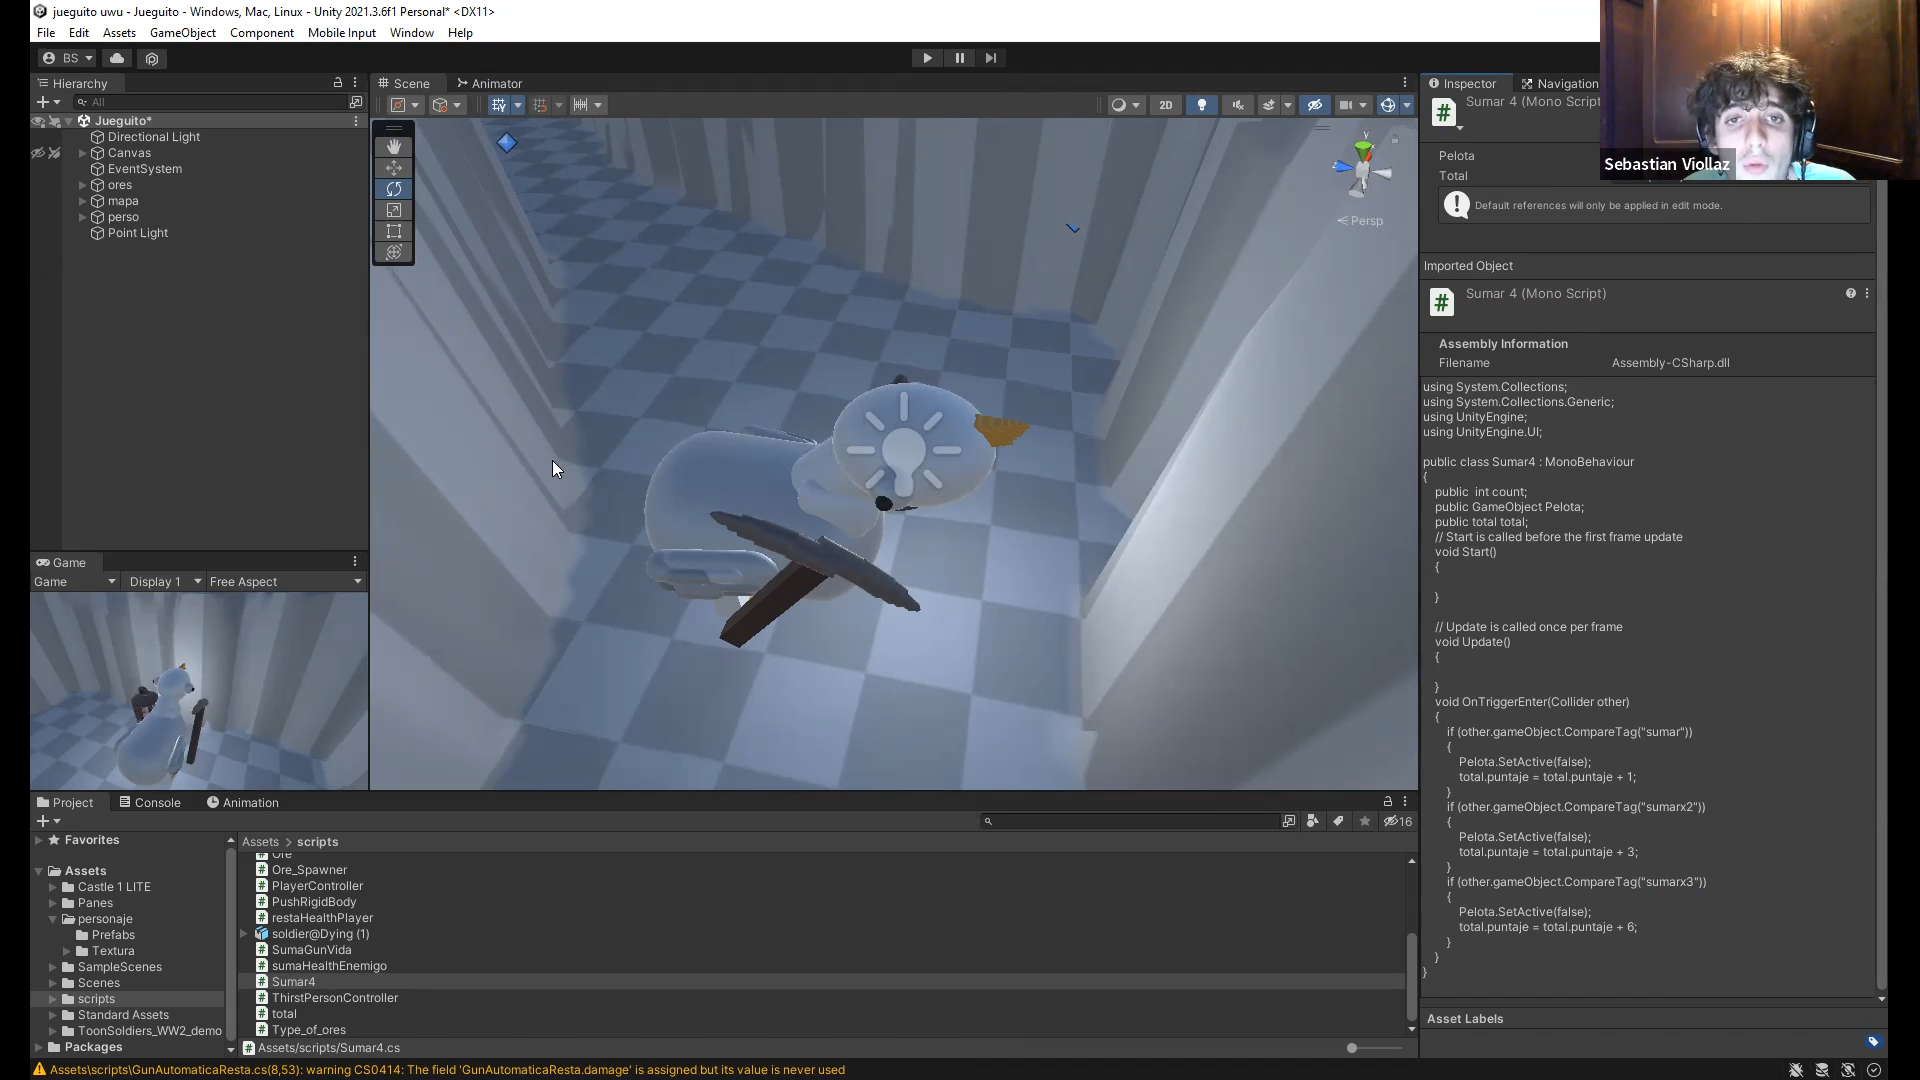 jueguito uwu - Jueguito - Windows, Mac, Linux - Unity 2021.3.6f1 Personal* <DX11>
File Edit Assets GameObject Component Mobile Input Window Help
BS
Hierarchy
All
Jueguito*
Directional Light
Canvas
EventSystem
ores
mapa
perso
Point Light
Game
Game Display 1 Free Aspect
Scene Animator
2D
y
Persp
Inspector Navigation
Sumar 4 (Mono Script
Sebastian Viollaz
Pelota
Total
Default references will only be applied in edit mode.
Imported Object
Sumar 4 (Mono Script)
Assembly Information
Filename Assembly-CSharp.dll
using System.Collections;
using System.Collections.Generic;
using UnityEngine;
using UnityEngine.UI;
public class Sumar4 : MonoBehaviour
{
public  int count;
public GameObject Pelota;
public total total;
// Start is called before the first frame update
void Start()
{
}
// Update is called once per frame
void Update()
{
}
void OnTriggerEnter(Collider other)
{
if (other.gameObject.CompareTag("sumar"))
{
Pelota.SetActive(false);
total.puntaje = total.puntaje + 1;
}
if (other.gameObject.CompareTag("sumarx2"))
{
Pelota.SetActive(false);
total.puntaje = total.puntaje + 3;
}
if (other.gameObject.CompareTag("sumarx3"))
{
Pelota.SetActive(false);
total.puntaje = total.puntaje + 6;
}
}
}
Asset Labels
Project Console Animation
16
Favorites
Assets
Castle 1 LITE
Panes
personaje
Prefabs
Textura
SampleScenes
Scenes
scripts
Standard Assets
ToonSoldiers_WW2_demo
Packages
Assets > scripts
Ore
Ore_Spawner
PlayerController
PushRigidBody
restaHealthPlayer
soldier@Dying (1)
SumaGunVida
sumaHealthEnemigo
Sumar4
ThirstPersonController
total
Type_of_ores
Assets/scripts/Sumar4.cs
Assets\scripts\GunAutomaticaResta.cs(8,53): warning CS0414: The field 'GunAutomaticaResta.damage' is assigned but its value is never used